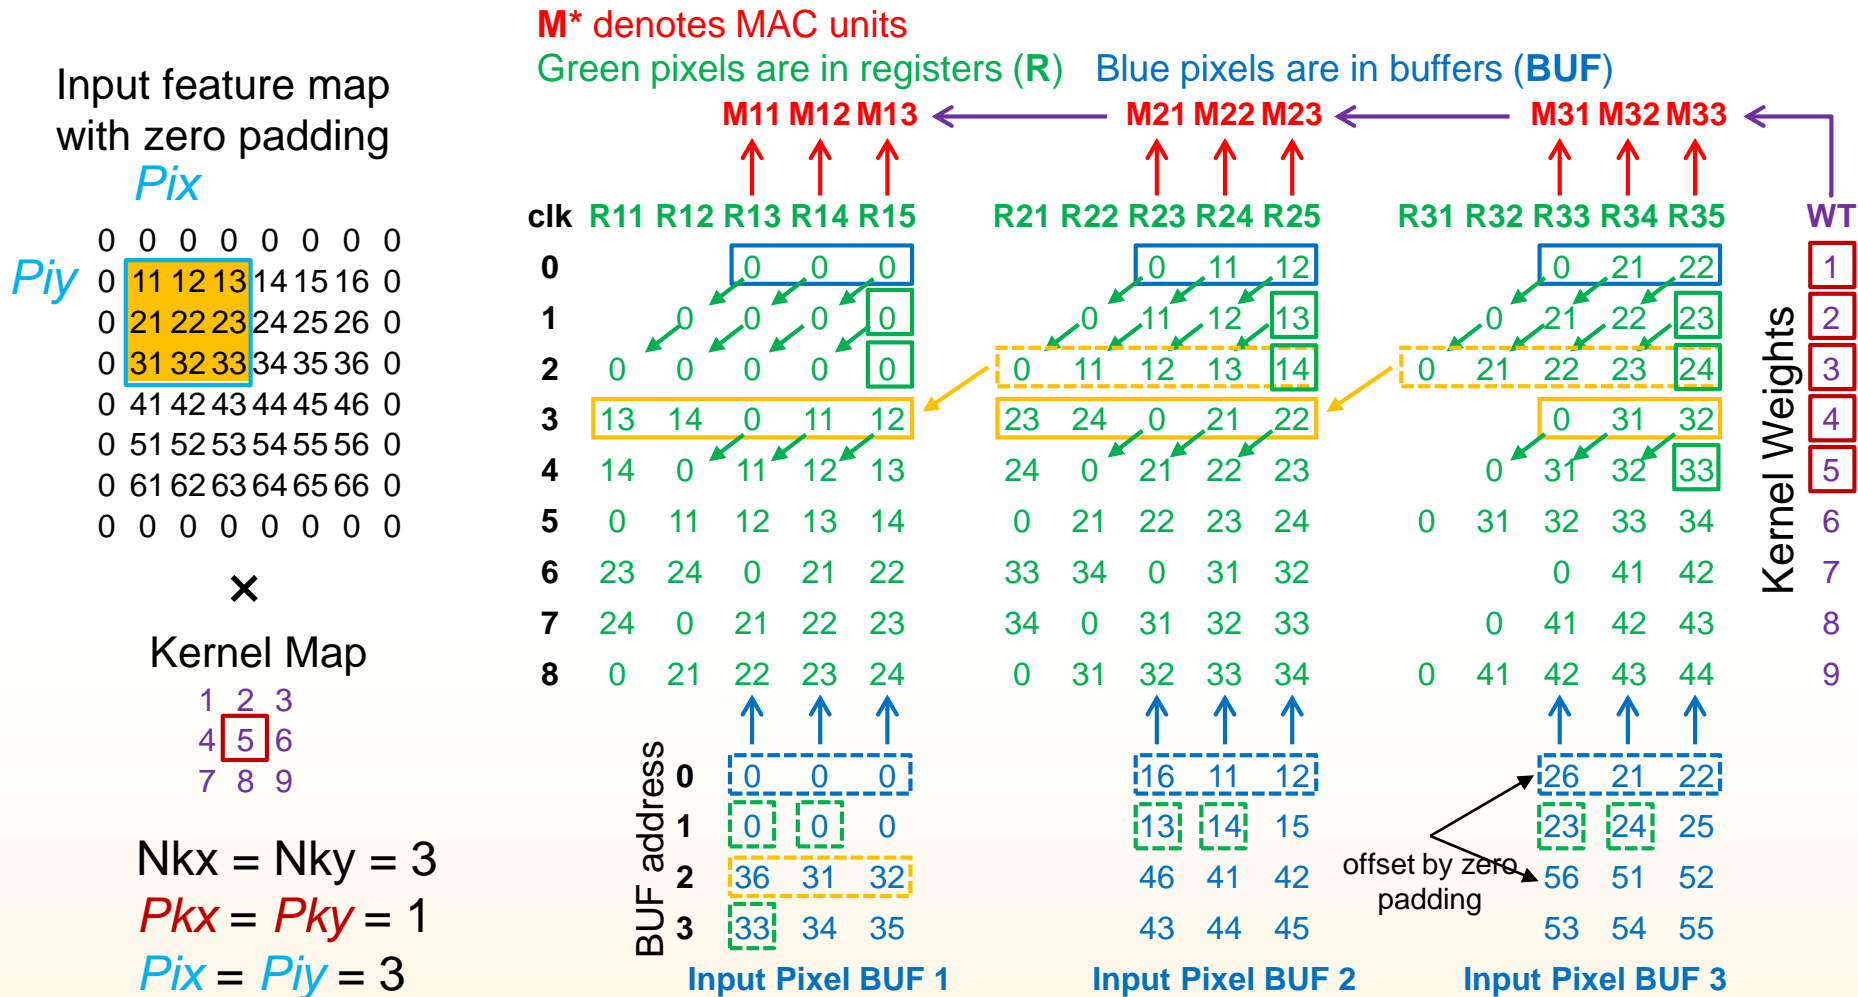 M* denotes MAC units
Green pixels are in registers (R) Blue pixels are in buffers (BUF)
Input feature map
with zero padding
Pix
Piy
0 0 0 0 0 0 0 0
0 11 12 13 14 15 16 0
0 21 22 23 24 25 26 0
0 31 32 33 34 35 36 0
0 41 42 43 44 45 46 0
0 51 52 53 54 55 56 0
0 61 62 63 64 65 66 0
0 0 0 0 0 0 0 0
×
Kernel Map
1 2 3
4 5 6
7 8 9
Nkx = Nky = 3
Pkx = Pky = 1
Pix = Piy = 3
M11 M12 M13 M21 M22 M23 M31 M32 M33
clk R11 R12 R13 R14 R15 R21 R22 R23 R24 R25 R31 R32 R33 R34 R35 WT
0 0 0 0 0 11 12 0 21 22 1
1 0 0 0 0 0 11 12 13 0 21 22 23 2
2 0 0 0 0 0 0 11 12 13 14 0 21 22 23 24 3
3 13 14 0 11 12 23 24 0 21 22 0 31 32 4
4 14 0 11 12 13 24 0 21 22 23 0 31 32 33 5
5 0 11 12 13 14 0 21 22 23 24 0 31 32 33 34 6
6 23 24 0 21 22 33 34 0 31 32 0 41 42 7
7 24 0 21 22 23 34 0 31 32 33 0 41 42 43 8
8 0 21 22 23 24 0 31 32 33 34 0 41 42 43 44 9
Kernel Weights
BUF address
0 0 0 0 16 11 12 26 21 22
1 0 0 0 13 14 15 23 24 25
2 36 31 32 46 41 42 56 51 52
3 33 34 35 43 44 45 53 54 55
offset by zero
padding
Input Pixel BUF 1 Input Pixel BUF 2 Input Pixel BUF 3